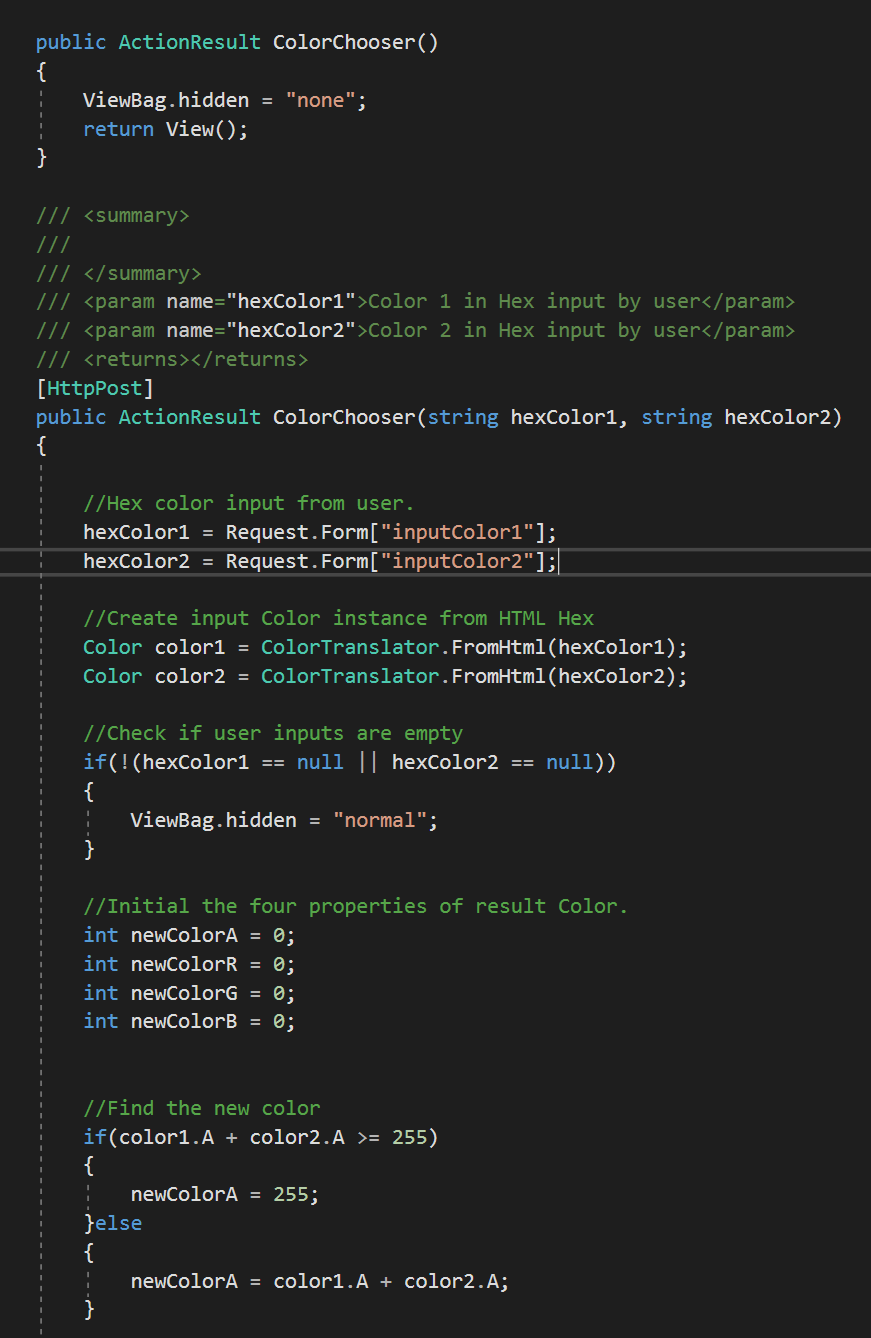 public ActionResult ColorChooser()
{
    ViewBag.hidden = "none";
    return View();
}
/// <summary>
///
/// </summary>
/// <param name="hexColor1">Color 1 in Hex input by user</param>
/// <param name="hexColor2">Color 2 in Hex input by user</param>
/// <returns></returns>
[HttpPost]
public ActionResult ColorChooser(string hexColor1, string hexColor2)
{
    //Hex color input from user.
    hexColor1 = Request.Form["inputColor1"];
    hexColor2 = Request.Form["inputColor2"];
    //Create input Color instance from HTML Hex
    Color color1 = ColorTranslator.FromHtml(hexColor1);
    Color color2 = ColorTranslator.FromHtml(hexColor2);
    //Check if user inputs are empty
    if(!(hexColor1 == null || hexColor2 == null))
    {
        ViewBag.hidden = "normal";
    }
    //Initial the four properties of result Color.
    int newColorA = 0;
    int newColorR = 0;
    int newColorG = 0;
    int newColorB = 0;
    //Find the new color
    if(color1.A + color2.A >= 255)
    {
        newColorA = 255;
    }else
    {
        newColorA = color1.A + color2.A;
    }